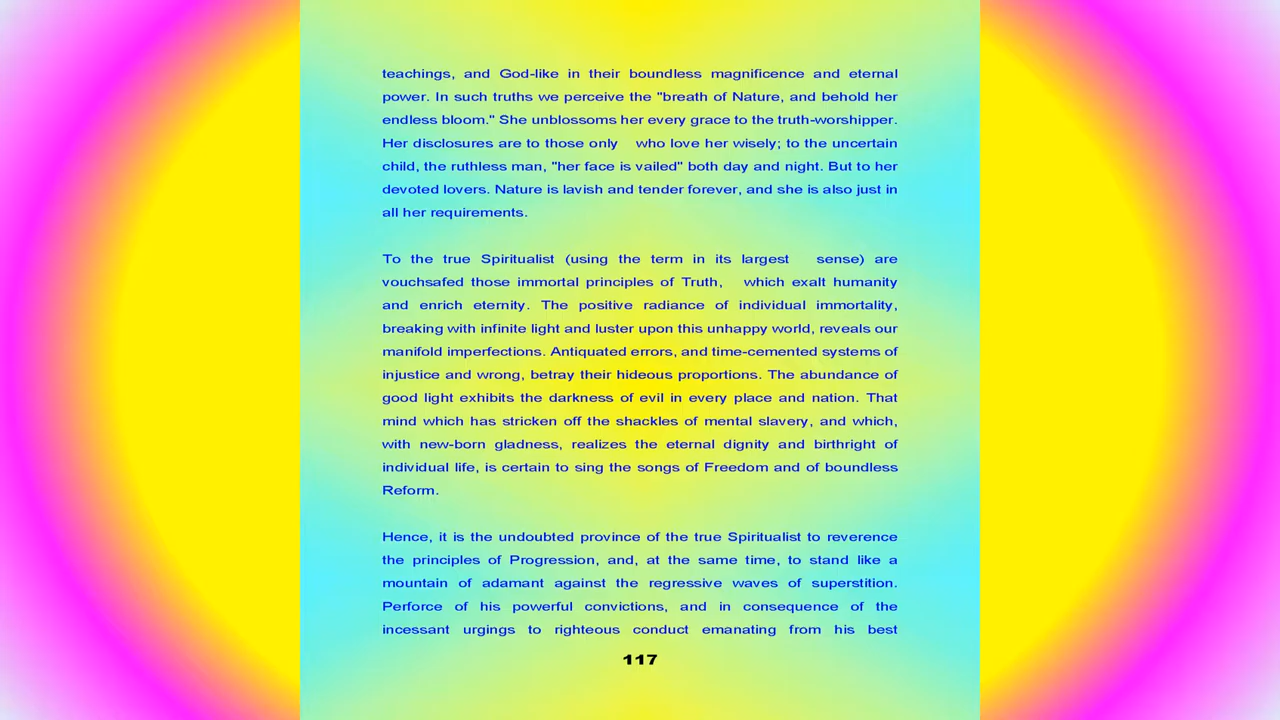 teachings, and God-like in their boundless magnificence and eternal
power. In such truths we perceive the "breath of Nature, and behold her
endless bloom." She unblossoms her every grace to the truth-worshipper.
Her disclosures are to those only who love her wisely; to the uncertain
child, the ruthless man, "her face is vailed" both day and night. But to her
devoted lovers. Nature is lavish and tender forever, and she is also just in
all her requirements.
To the true Spiritualist (using the term in its largest sense) are
vouchsafed those immortal principles of Truth, which exalt humanity
and enrich eternity. The positive radiance of individual immortality,
breaking with infinite light and luster upon this unhappy world, reveals our
manifold imperfections. Antiquated errors, and time-cemented systems of
injustice and wrong, betray their hideous proportions. The abundance of
good light exhibits the darkness of evil in every place and nation. That
mind which has stricken off the shackles of mental slavery, and which,
with new-born gladness, realizes the eternal dignity and birthright of
individual life, is certain to sing the songs of Freedom and of boundless
Reform.
Hence, it is the undoubted province of the true Spiritualist to reverence
the principles of Progression, and, at the same time, to stand like a
mountain of adamant against the regressive waves of superstition.
Perforce of his powerful convictions, and in consequence of the
incessant urgings to righteous conduct emanating from his best
117